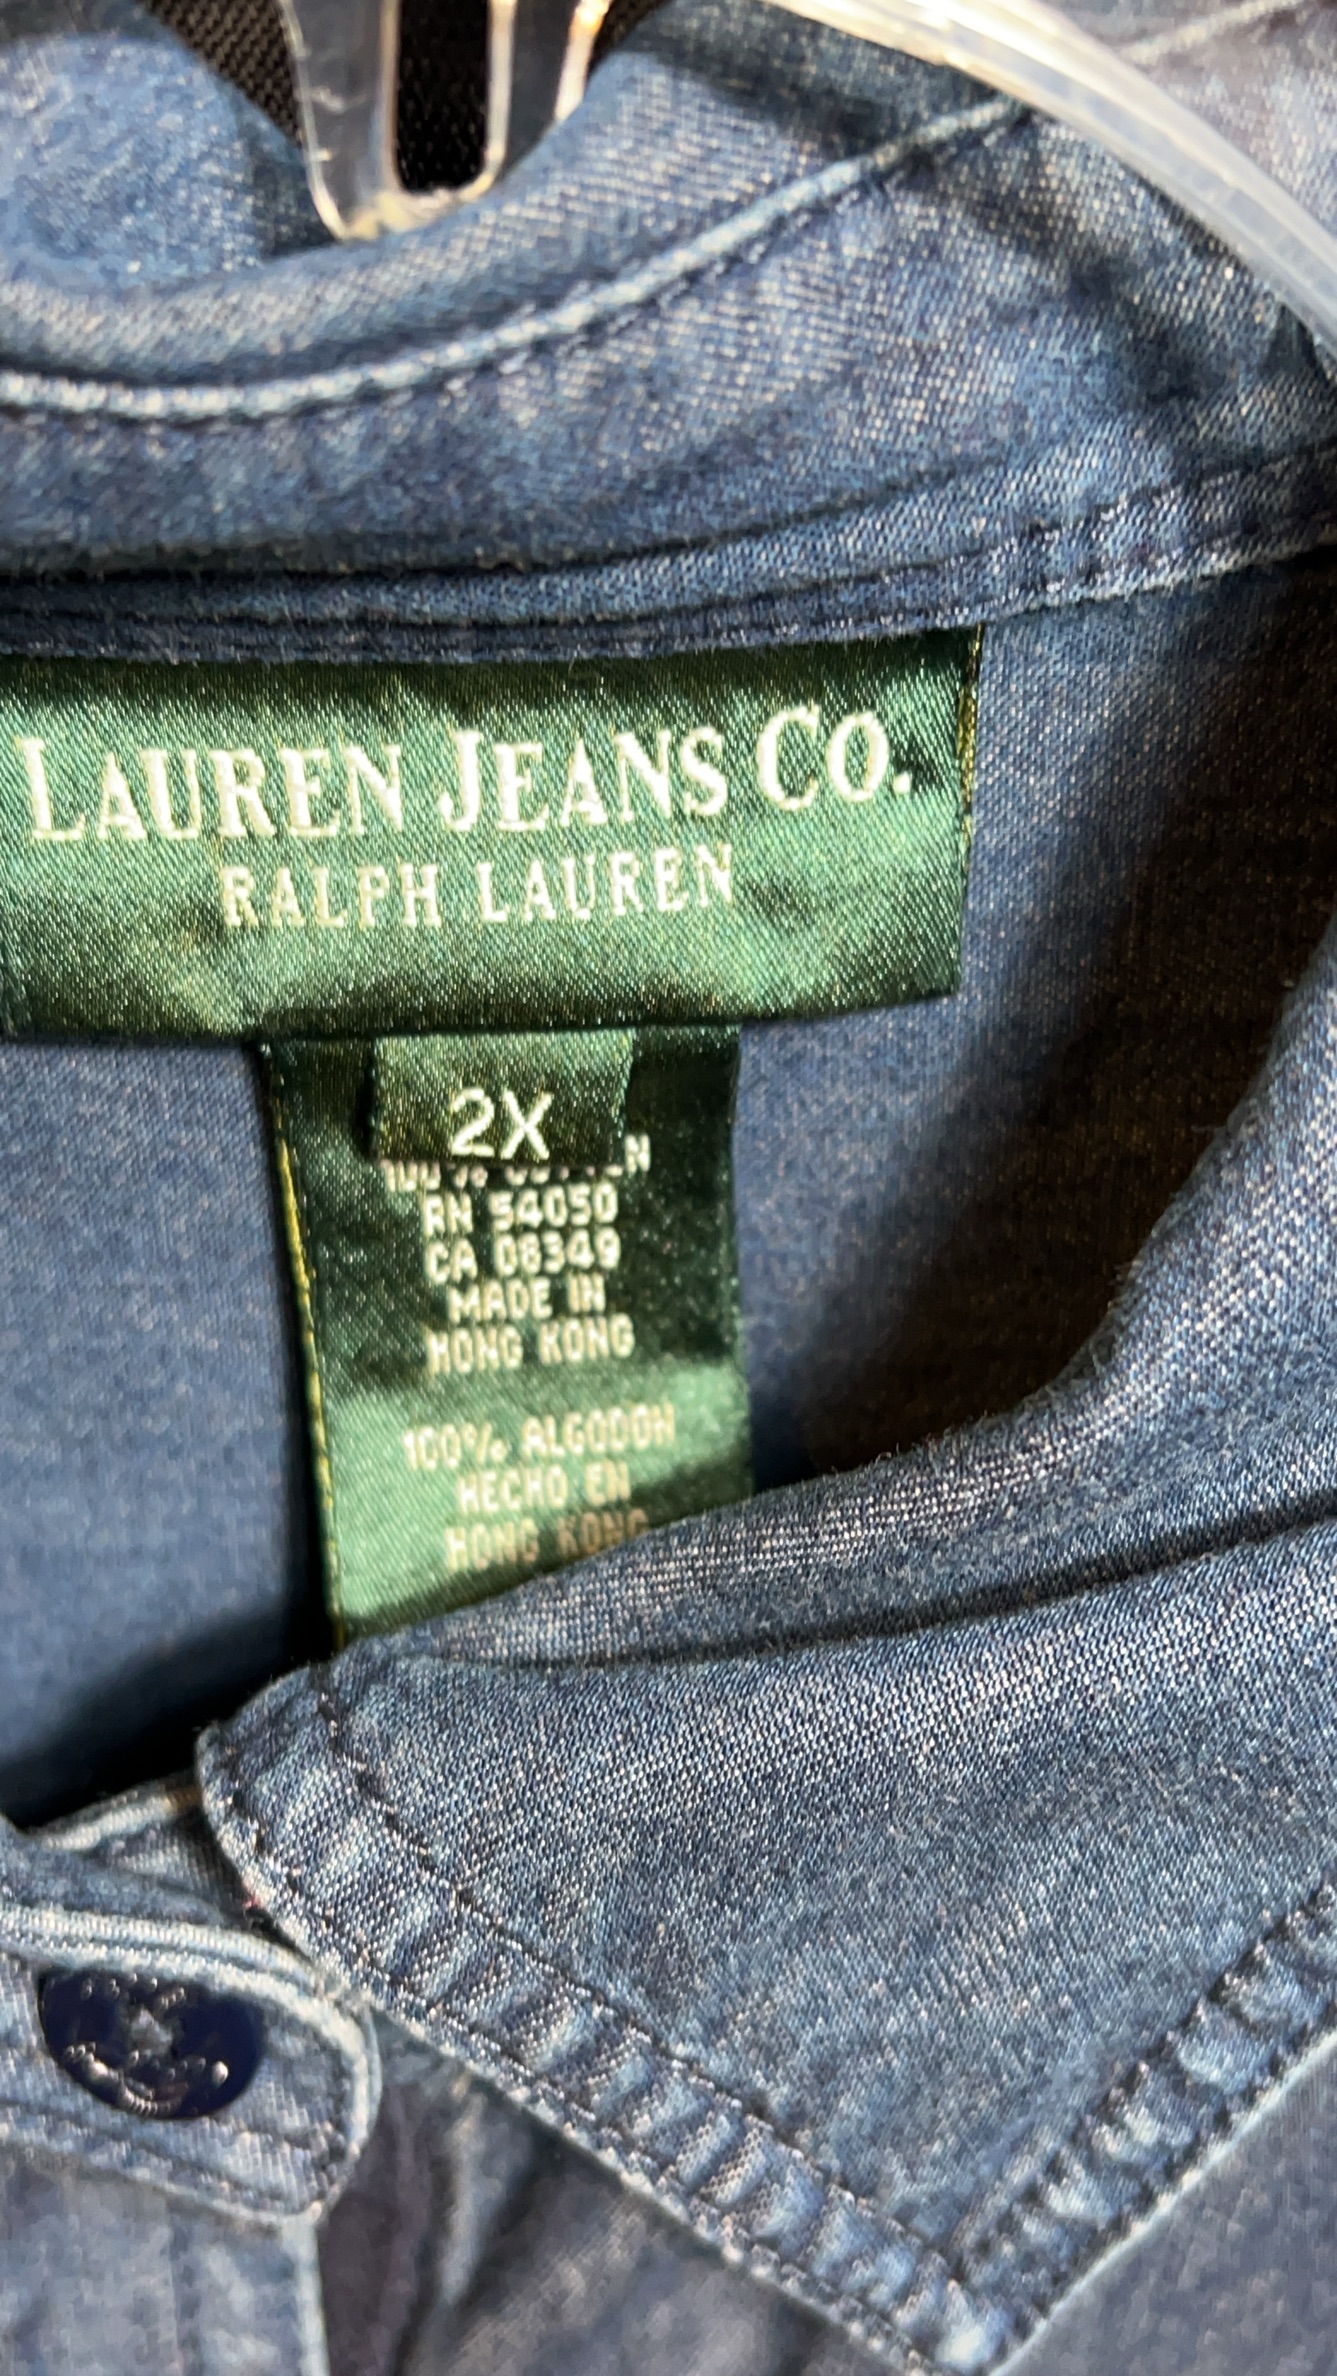 LAUREN JEANS CO.
RALPH LAUREN
2X
RN 54050
CA 08349
MADE IN
HONG KONG
100% ALGODON
HECHO EN
HONG KONG